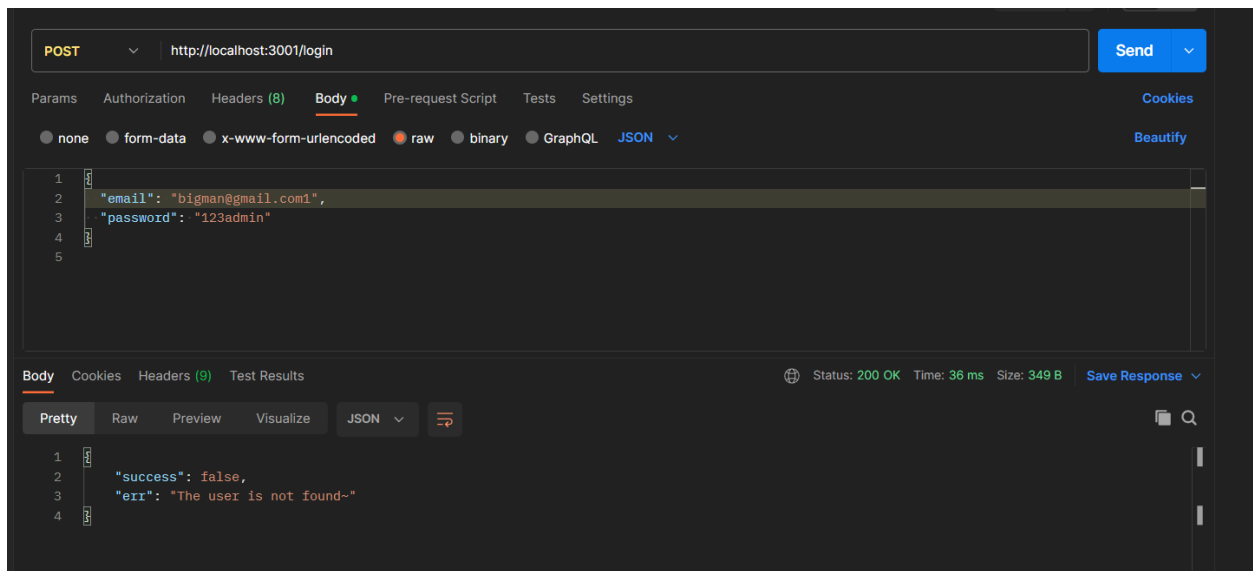 POST http://localhost:3001/login Send
Params Authorization Headers (8) Body Pre-request Script Tests Settings Cookies
none form-data x-www-form-urlencoded raw binary GraphQL JSON Beautify
1 {
2 "email": "bigman@gmail.com1",
3 "password": "123admin"
4 }
5
Body Cookies Headers (9) Test Results Status: 200 OK Time: 36 ms Size: 349 B Save Response
Pretty Raw Preview Visualize JSON
1 {
2 "success": false,
3 "err": "The user is not found~"
4 }